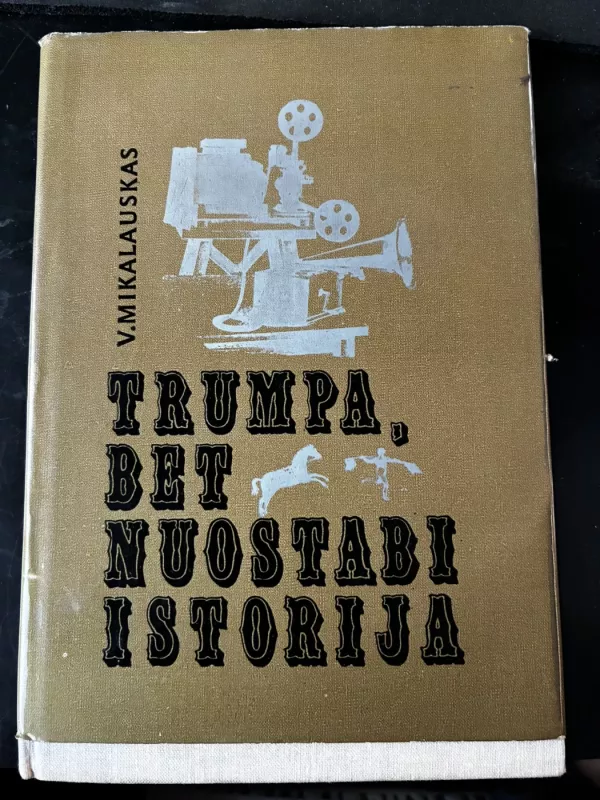 V. MIKALAUSKAS
TRUMPA,
BET
NUOSTABI
ISTORIJA